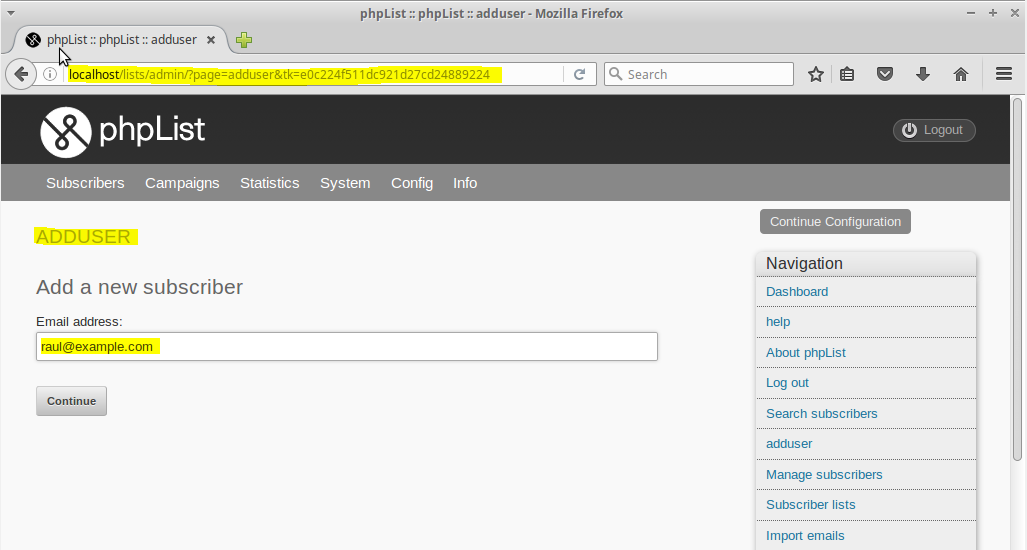 phpList :: phpList :: adduser - Mozilla Firefox
phpList :: phpList :: adduser
localhost/lists/admin/?page=adduser&tk=e0c224f511dc921d27cd24889224
Search
phpList
Logout
Subscribers Campaigns Statistics System Config Info
Continue Configuration
ADDUSER
Add a new subscriber
Email address:
raul@example.com
Continue
Navigation
Dashboard
help
About phpList
Log out
Search subscribers
adduser
Manage subscribers
Subscriber lists
Import emails